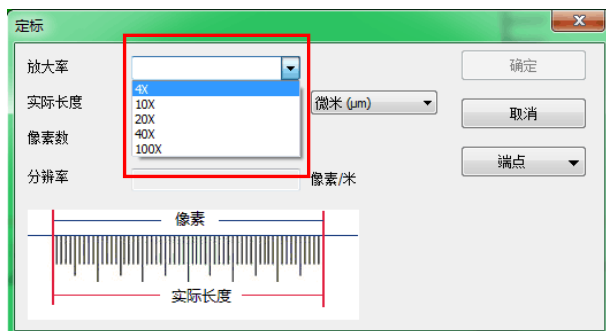 定标
放大率
确定
4X
10X
20X
40X
100X
实际长度
微米 (μm)
取消
像素数
端点
分辨率
像素/米
像素
实际长度